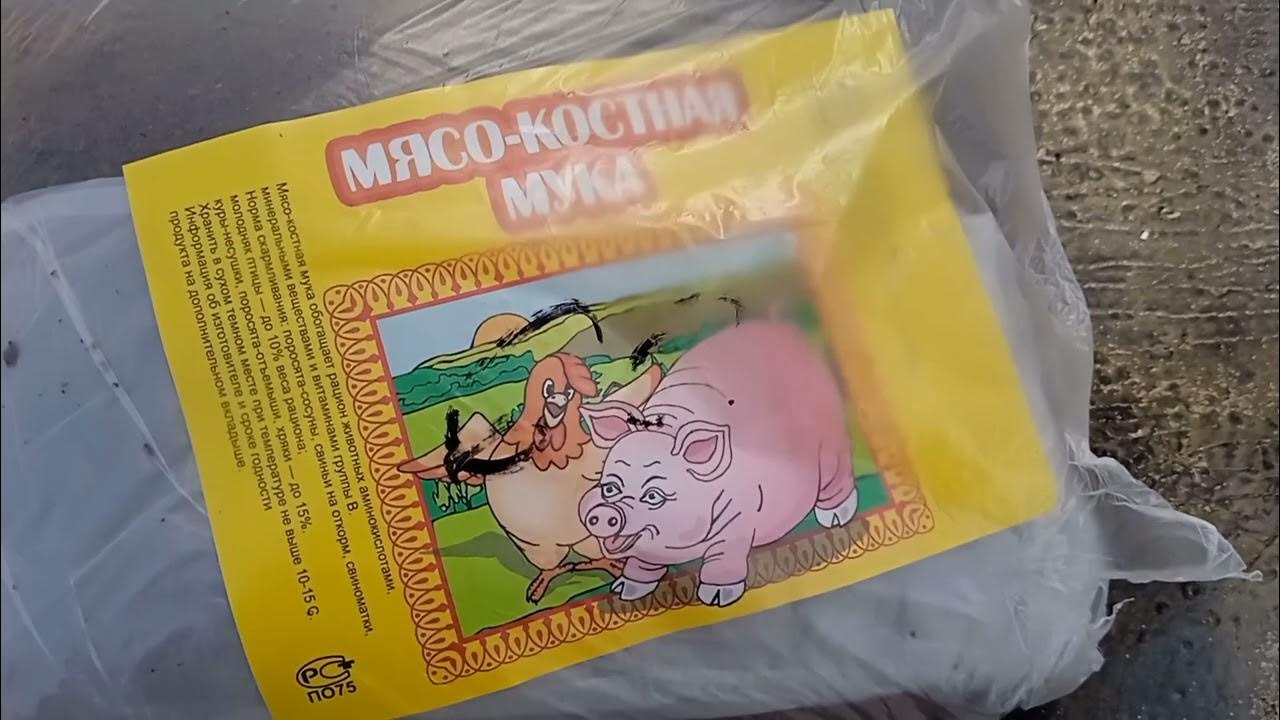 МЯСО-КОСТНАЯ
МУКА
Мясо-костная мука обогащает рацион животных аминокислотами,
минеральными веществами и витаминами группы В.
Норма скармливания: поросята-сосуны, свиньи на откорм, свиноматки,
молодняк птицы — до 10% веса рациона;
куры-несушки, поросята-отъемыши, хряки — до 15%.
Хранить в сухом темном месте при температуре не выше 10-15 С.
Информация об изготовителе и сроке годности
продукта на дополнительном вкладыше.
ПО75